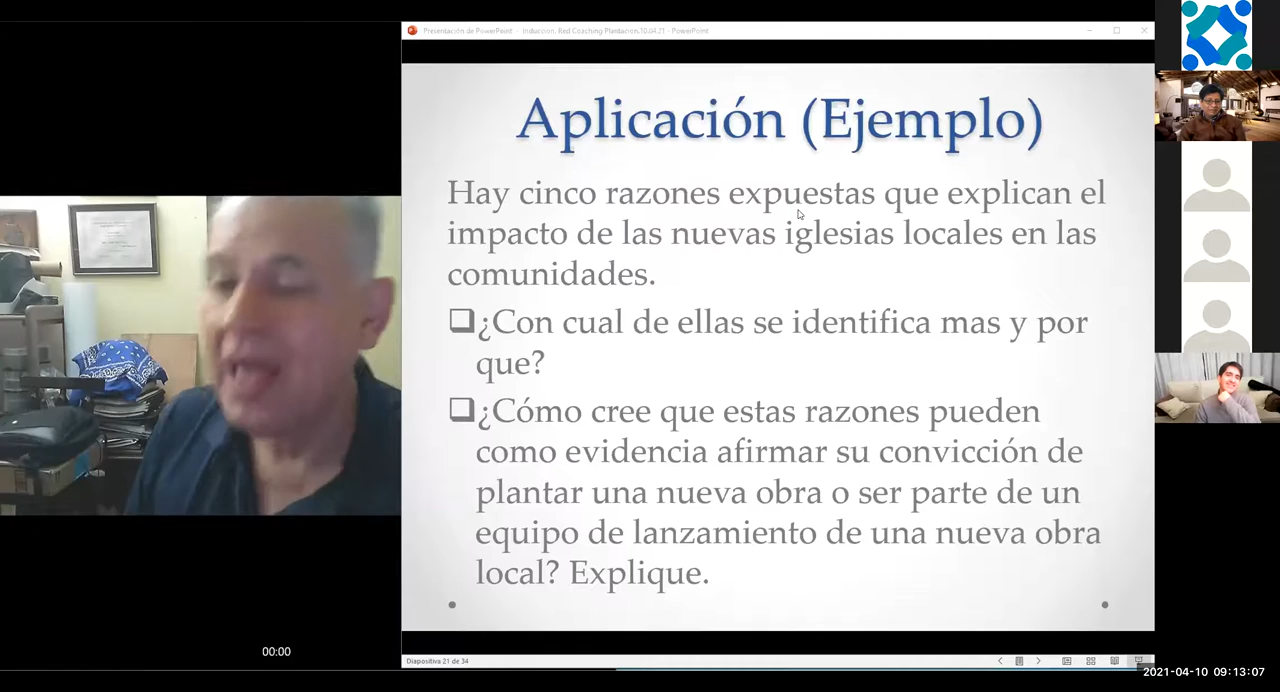 Presentación de PowerPoint - Induccion. Red Coaching Plantacion.10.04.21 - PowerPoint
Aplicación (Ejemplo)
Hay cinco razones expuestas que explican el
impacto de las nuevas iglesias locales en las
comunidades.
¿Con cual de ellas se identifica mas y por
que?
¿Cómo cree que estas razones pueden
como evidencia afirmar su convicción de
plantar una nueva obra o ser parte de un
equipo de lanzamiento de una nueva obra
local? Explique.
00:00
Diapositiva 21 de 34
2021-04-10 09:13:07